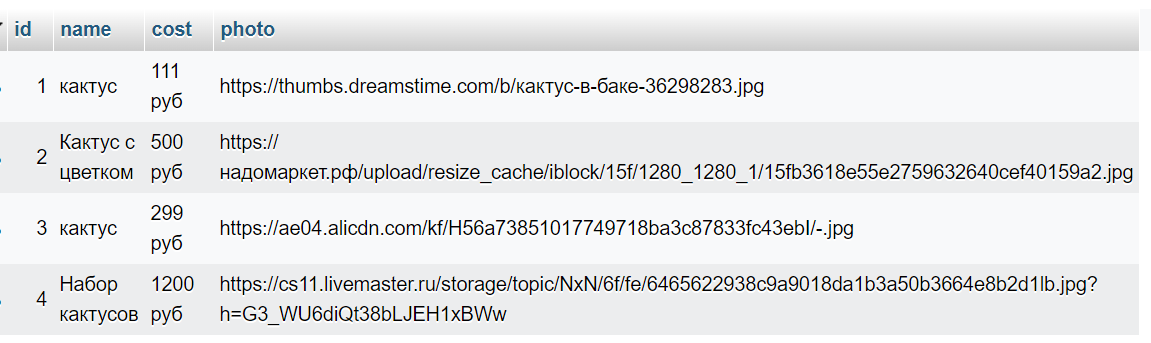 id name cost photo
1 кактус 111 руб https://thumbs.dreamstime.com/b/кактус-в-баке-36298283.jpg
2 Кактус с цветком 500 руб https://
надомаркет.рф/upload/resize_cache/iblock/15f/1280_1280_1/15fb3618e55e2759632640cef40159a2.jpg
3 кактус 299 руб https://ae04.alicdn.com/kf/H56a73851017749718ba3c87833fc43ebI/-.jpg
4 Набор кактусов 1200 руб https://cs11.livemaster.ru/storage/topic/NxN/6f/fe/6465622938c9a9018da1b3a50b3664e8b2d1lb.jpg?
h=G3_WU6diQt38bLJEH1xBWw